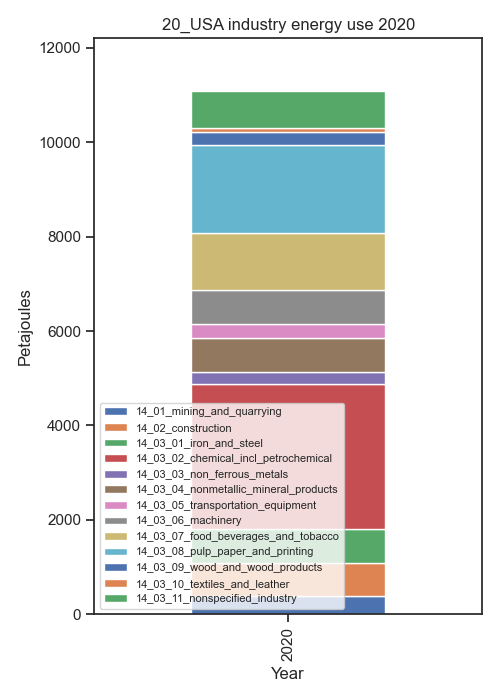 20_USA industry energy use 2020
12000
10000
8000
6000
4000
2000
0
Petajoules
14_01_mining_and_quarrying
14_02_construction
14_03_01_iron_and_steel
14_03_02_chemical_incl_petrochemical
14_03_03_non_ferrous_metals
14_03_04_nonmetallic_mineral_products
14_03_05_transportation_equipment
14_03_06_machinery
14_03_07_food_beverages_and_tobacco
14_03_08_pulp_paper_and_printing
14_03_09_wood_and_wood_products
14_03_10_textiles_and_leather
14_03_11_nonspecified_industry
2020
Year